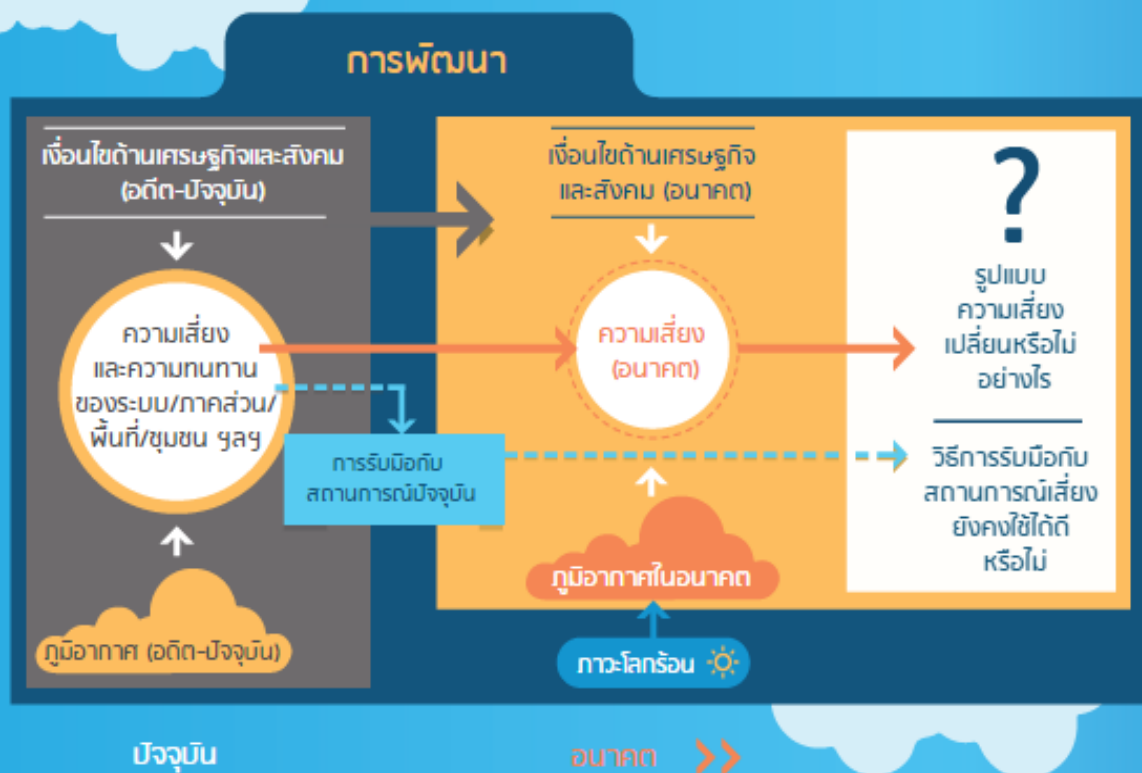 การพัฒนา
เงื่อนไขด้านเศรษฐกิจและสังคม
(อดีต-ปัจจุบัน)
ความเสี่ยง
และความทนทาน
ของระบบ/ภาคส่วน/
พื้นที่/ชุมชน ฯลฯ
การรับมือกับ
สถานการณ์ปัจจุบัน
ภูมิอากาศ (อดีต-ปัจจุบัน)
เงื่อนไขด้านเศรษฐกิจ
และสังคม (อนาคต)
ความเสี่ยง
(อนาคต)
ภูมิอากาศในอนาคต
ภาวะโลกร้อน
?
รูปแบบ
ความเสี่ยง
เปลี่ยนหรือไม่
อย่างไร
วิธีการรับมือกับ
สถานการณ์เสี่ยง
ยังคงใช้ได้ดี
หรือไม่
ปัจจุบัน
อนาคต